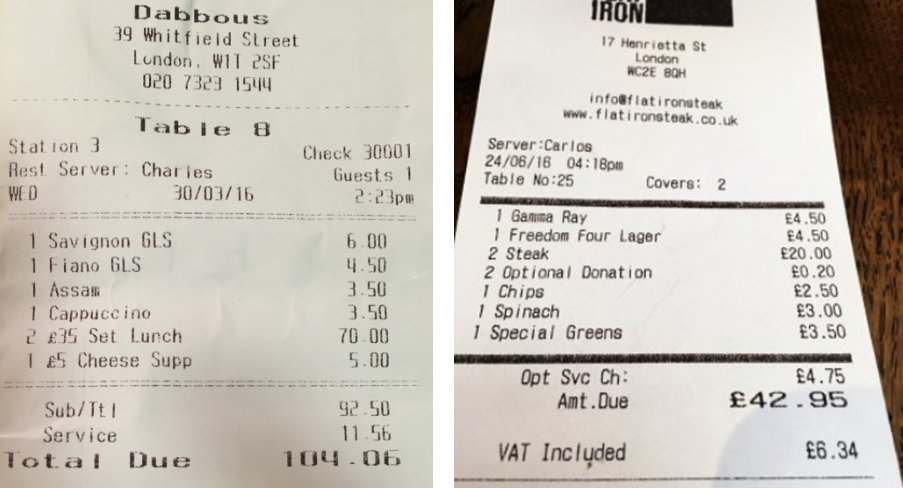 Dabbous
39 Whitfield Street
London, W1T 2SF
020 7323 1544
Table 8
Station 3 Check 30001
Rest Server: Charles Guests 1
WED 30/03/16 2:23pm
1 Savignon GLS 6.00
1 Fiano GLS 4.50
1 Assam 3.50
1 Cappuccino 3.50
2 £35 Set Lunch 70.00
1 £5 Cheese Supp 5.00
Sub/Ttl 92.50
Service 11.56
Total Due 104.06
IRON
17 Henrietta St
London
WC2E 8QH
info@flatironsteak
www.flatironsteak.co.uk
Server:Carlos
24/06/16 04:18pm
Table No:25 Covers: 2
1 Gamma Ray £4.50
1 Freedom Four Lager £4.50
2 Steak £20.00
2 Optional Donation £0.20
1 Chips £2.50
1 Spinach £3.00
1 Special Greens £3.50
Opt Svc Ch: £4.75
Amt.Due £42.95
VAT Included £6.34